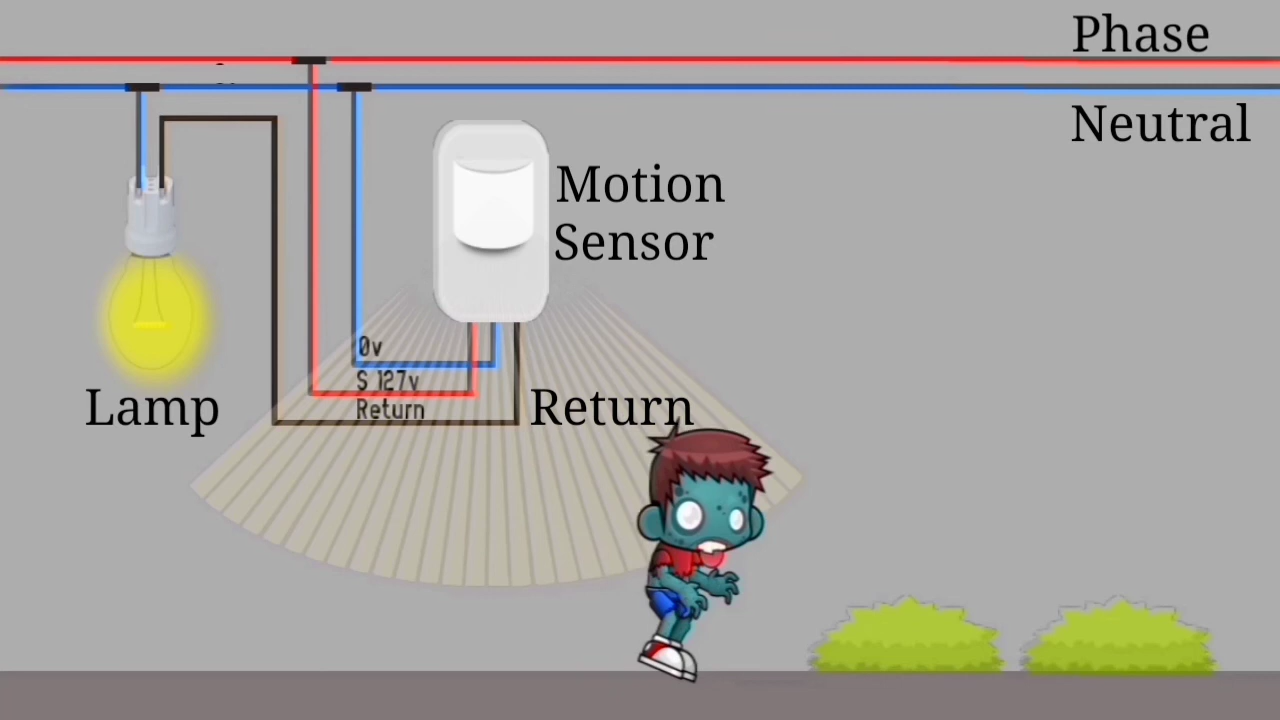 Phase
Neutral
Motion
Sensor
0v
S 127v
Return
Return
Lamp